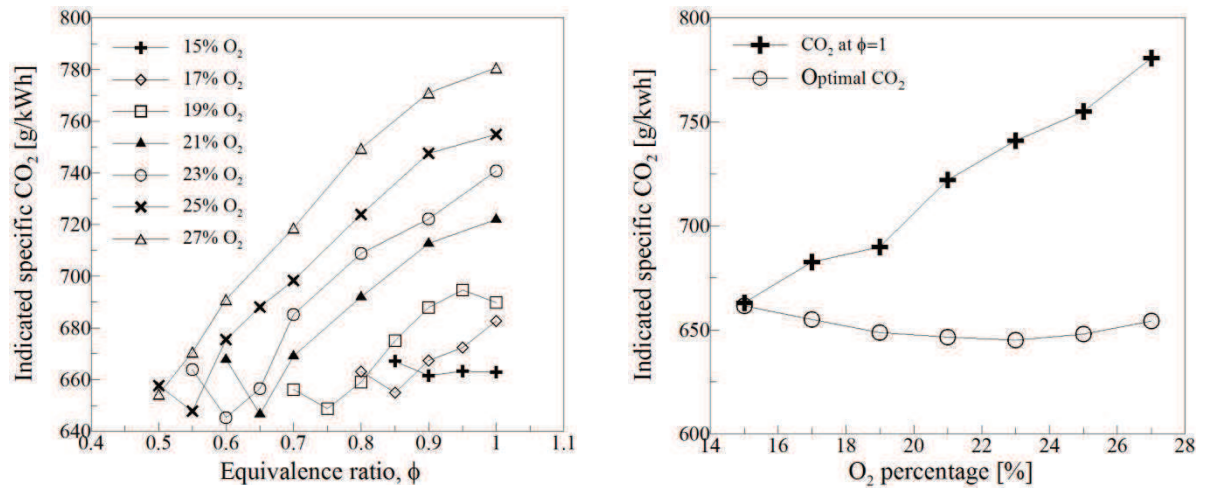 Indicated specific CO₂ [g/kWh]
800
780
760
740
720
700
680
660
640
15% O₂
17% O₂
19% O₂
21% O₂
23% O₂
25% O₂
27% O₂
0.4 0.5 0.6 0.7 0.8 0.9 1 1.1
Equivalence ratio, ϕ
Indicated specific CO₂ [g/kwh]
800
750
700
650
600
CO₂ at ϕ=1
Optimal CO₂
14 16 18 20 22 24 26 28
O₂ percentage [%]